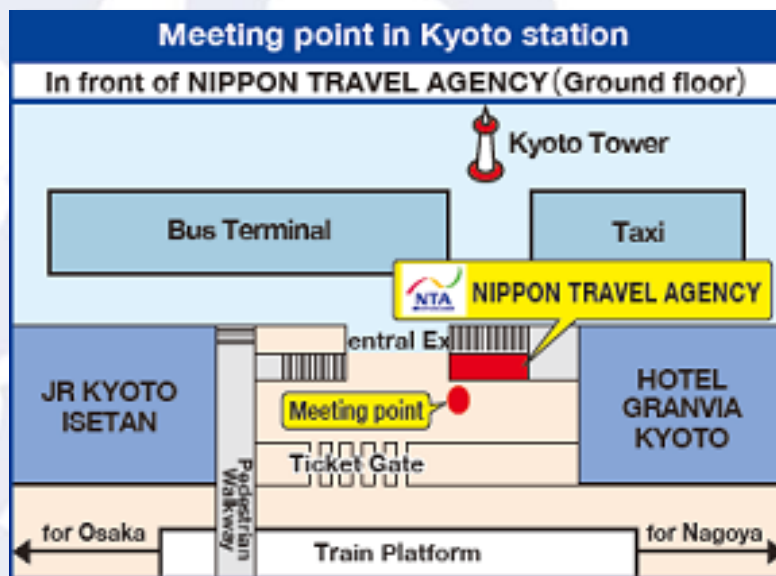 Meeting point in Kyoto station
In front of NIPPON TRAVEL AGENCY (Ground floor)
Kyoto Tower
Bus Terminal
Taxi
NTA
NIPPON TRAVEL AGENCY
entral Ex
JR KYOTO
ISETAN
Meeting point
HOTEL
GRANVIA
KYOTO
Ticket Gate
Pedestrian
Walkway
for Osaka
for Nagoya
Train Platform